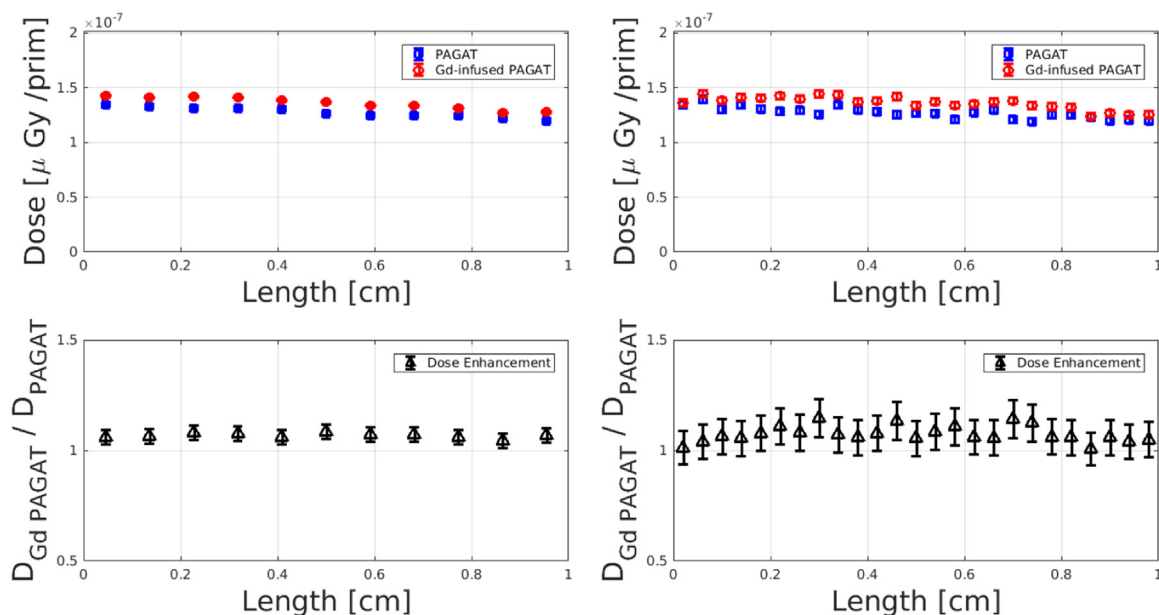 ×10⁻⁷
2
1.5
1
0.5
0
Dose [μ Gy /prim]
PAGAT
Gd-infused PAGAT
0 0.2 0.4 0.6 0.8 1
Length [cm]
×10⁻⁷
2
1.5
1
0.5
0
Dose [μ Gy /prim]
PAGAT
Gd-infused PAGAT
0 0.2 0.4 0.6 0.8 1
Length [cm]
1.5
1
0.5
D_Gd PAGAT / D_PAGAT
Dose Enhancement
0 0.2 0.4 0.6 0.8 1
Length [cm]
1.5
1
0.5
D_Gd PAGAT / D_PAGAT
Dose Enhancement
0 0.2 0.4 0.6 0.8 1
Length [cm]